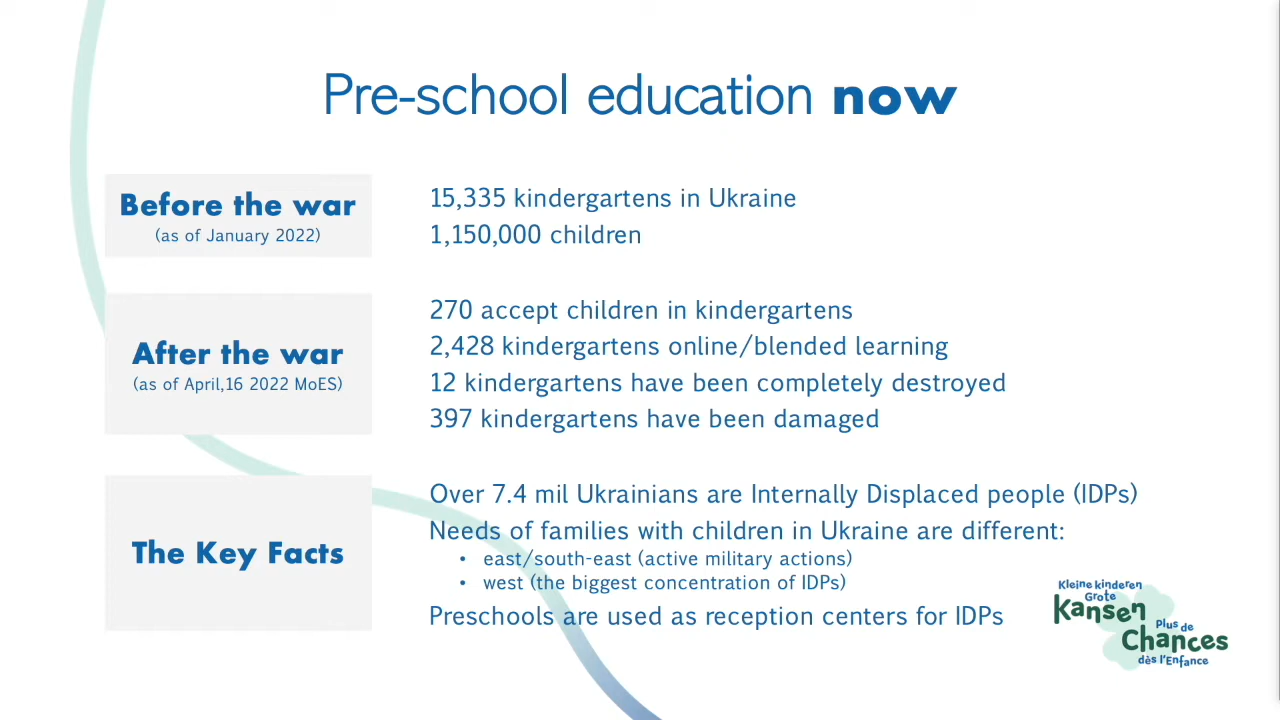 Pre-school education now
Before the war
(as of January 2022)
15,335 kindergartens in Ukraine
1,150,000 children
After the war
(as of April,16 2022 MoES)
270 accept children in kindergartens
2,428 kindergartens online/blended learning
12 kindergartens have been completely destroyed
397 kindergartens have been damaged
The Key Facts
Over 7.4 mil Ukrainians are Internally Displaced people (IDPs)
Needs of families with children in Ukraine are different:
• east/south-east (active military actions)
• west (the biggest concentration of IDPs)
Preschools are used as reception centers for IDPs
Kleine kinderen
Grote
Kansen
Plus de
Chances
dès l'Enfance